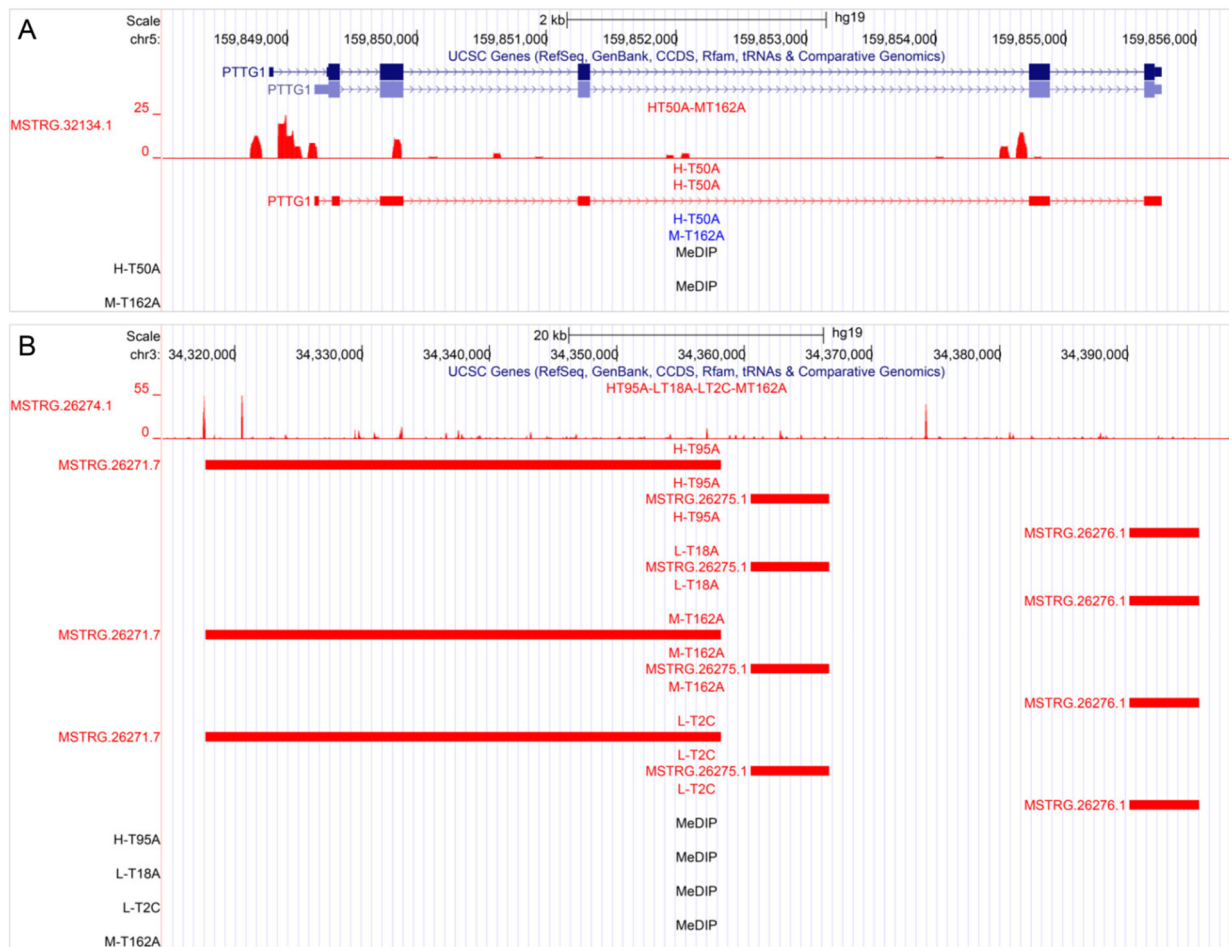 A
Scale 2 kb hg19
chr5: 159,849,000 159,850,000 159,851,000 159,852,000 159,853,000 159,854,000 159,855,000 159,856,000
UCSC Genes (RefSeq, GenBank, CCDS, Rfam, tRNAs & Comparative Genomics)
PTTG1
PTTG1
HT50A-MT162A
25
MSTRG.32134.1
0
H-T50A
H-T50A
PTTG1
H-T50A
M-T162A
MeDIP
H-T50A
MeDIP
M-T162A
B
Scale 20 kb hg19
chr3: 34,320,000 34,330,000 34,340,000 34,350,000 34,360,000 34,370,000 34,380,000 34,390,000
UCSC Genes (RefSeq, GenBank, CCDS, Rfam, tRNAs & Comparative Genomics)
HT95A-LT18A-LT2C-MT162A
55
MSTRG.26274.1
0
H-T95A
MSTRG.26271.7
H-T95A
MSTRG.26275.1
H-T95A
MSTRG.26276.1
L-T18A
MSTRG.26275.1
L-T18A
MSTRG.26276.1
M-T162A
MSTRG.26271.7
M-T162A
MSTRG.26275.1
M-T162A
MSTRG.26276.1
L-T2C
MSTRG.26271.7
L-T2C
MSTRG.26275.1
L-T2C
MSTRG.26276.1
MeDIP
H-T95A
MeDIP
L-T18A
MeDIP
L-T2C
MeDIP
M-T162A